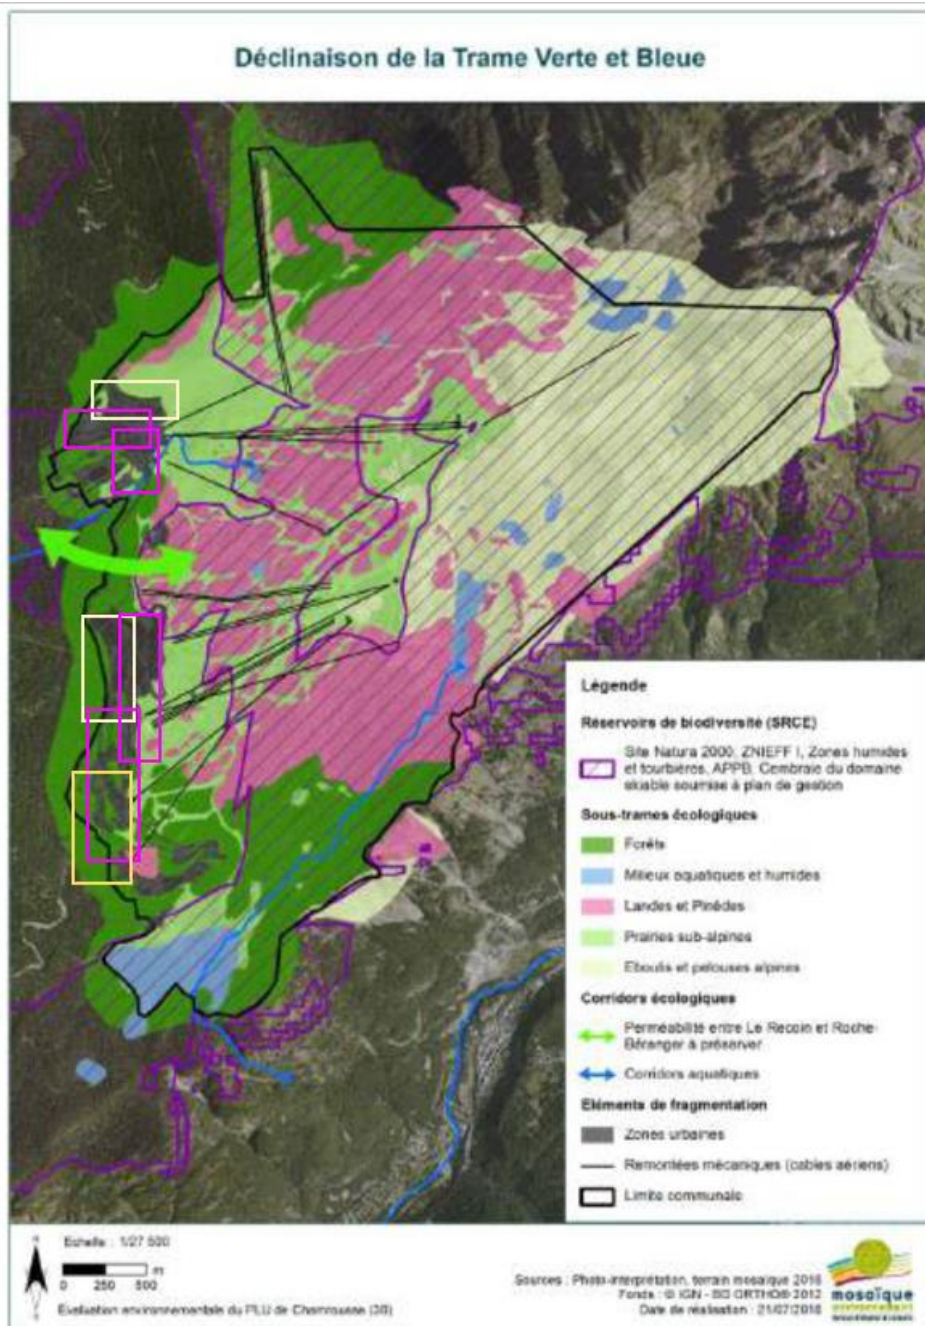 Déclinaison de la Trame Verte et Bleue
Légende
Réservoirs de biodiversité (SRCE)
Site Natura 2000, ZNIEFF I, Zones humides
et tourbières, APPB, Cembraie du domaine
skiable soumise à plan de gestion
Sous-trames écologiques
Forêts
Milieux aquatiques et humides
Landes et Pinèdes
Prairies sub-alpines
Eboulis et pelouses alpines
Corridors écologiques
Perméabilité entre Le Recoin et Roche-
Béranger à préserver
Corridors aquatiques
Eléments de fragmentation
Zones urbaines
Remontées mécaniques (cables aériens)
Limite communale
Echelle : 1/27 500
m
0 250 500
Evaluation environnementale du PLU de Chamrousse (38)
Sources : Photo-interprétation, terrain mosaïque 2016
Fonds : © IGN - BD ORTHO® 2012
Date de réalisation : 21/07/2016
mosaïque
environnement